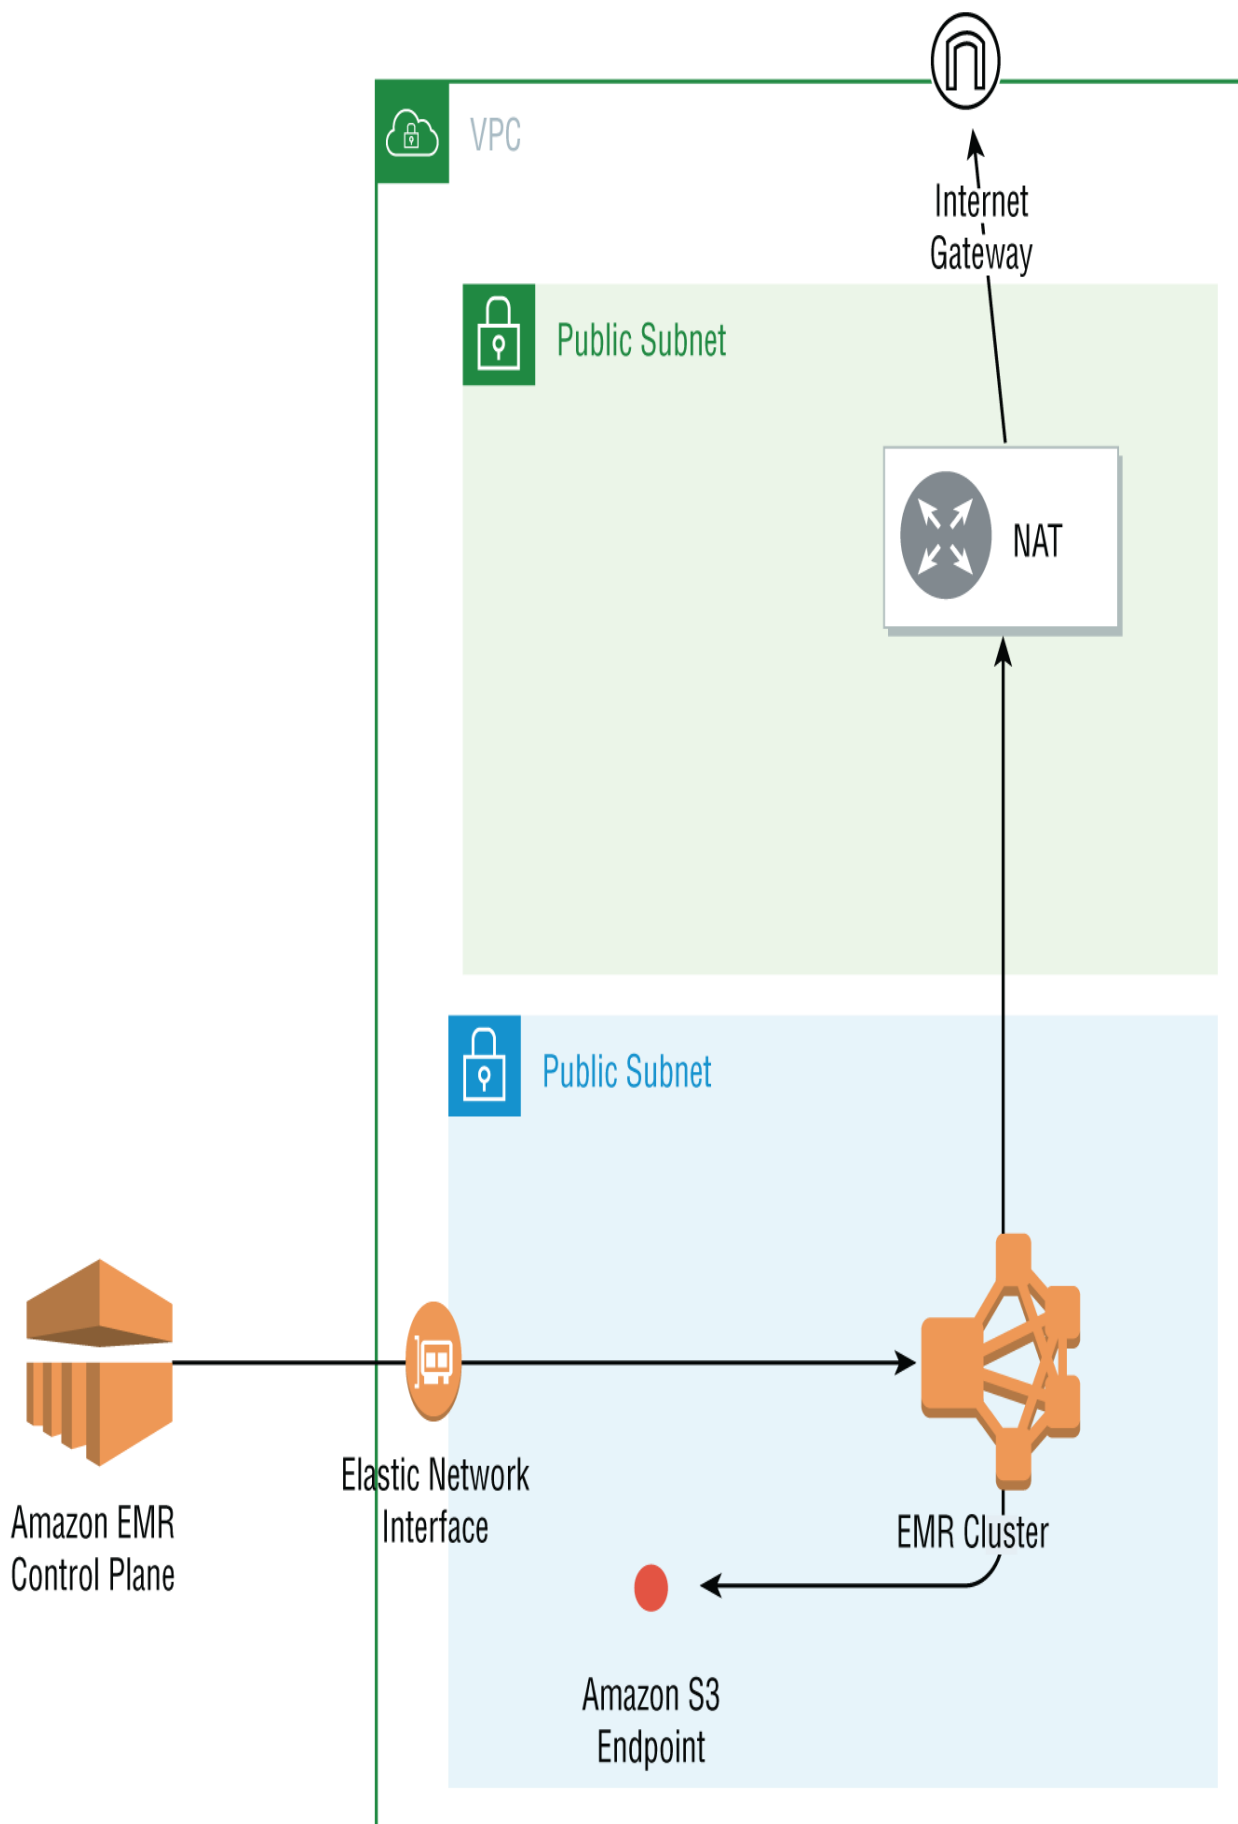 VPC
Internet
Gateway
Public Subnet
NAT
Public Subnet
Elastic Network
Interface
Amazon EMR
Control Plane
EMR Cluster
Amazon S3
Endpoint